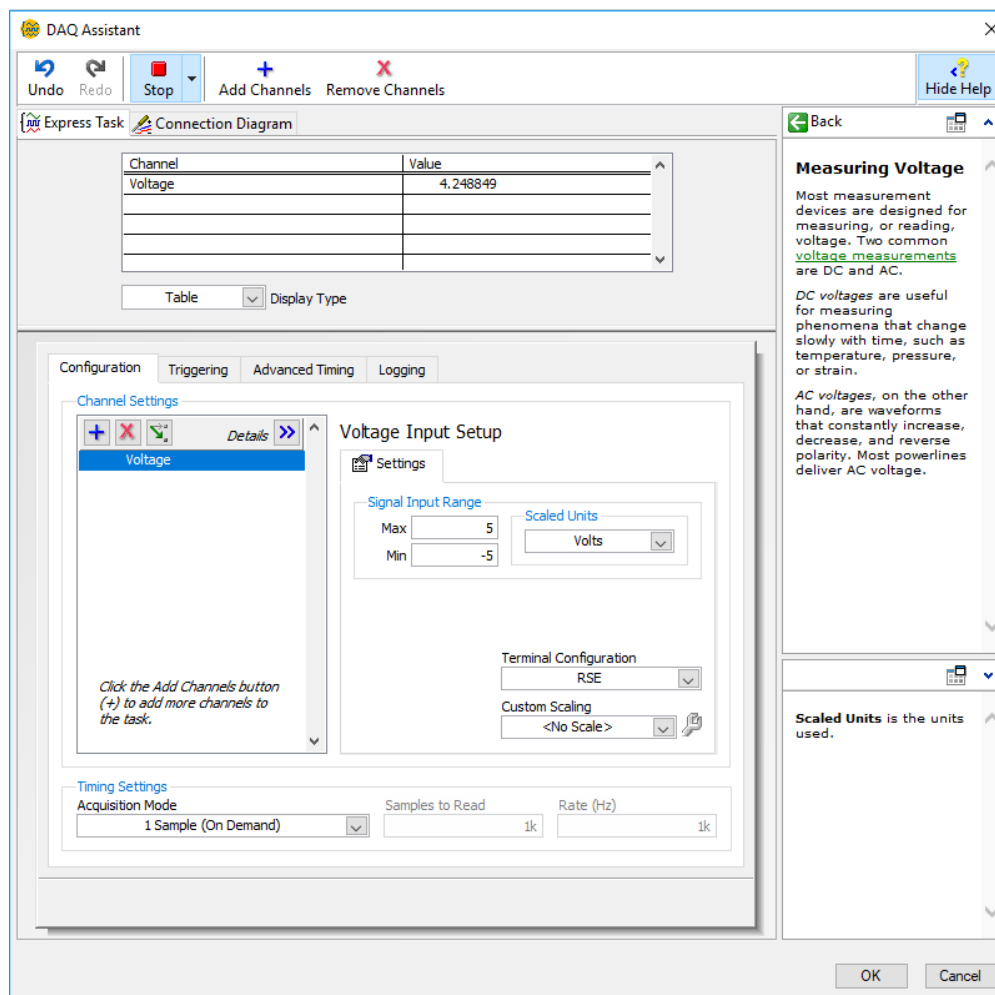 DAQ Assistant
Undo Redo Stop Add Channels Remove Channels Hide Help
Express Task Connection Diagram
Channel Value
Voltage 4.248849
Table Display Type
Configuration Triggering Advanced Timing Logging
Channel Settings
Details
Voltage
Click the Add Channels button
(+) to add more channels to
the task.
Voltage Input Setup
Settings
Signal Input Range
Max 5
Min -5
Scaled Units
Volts
Terminal Configuration
RSE
Custom Scaling
<No Scale>
Timing Settings
Acquisition Mode Samples to Read Rate (Hz)
1 Sample (On Demand) 1k 1k
Back
Measuring Voltage
Most measurement
devices are designed for
measuring, or reading,
voltage. Two common
voltage measurements
are DC and AC.
DC voltages are useful
for measuring
phenomena that change
slowly with time, such as
temperature, pressure,
or strain.
AC voltages, on the other
hand, are waveforms
that constantly increase,
decrease, and reverse
polarity. Most powerlines
deliver AC voltage.
Scaled Units is the units
used.
OK Cancel